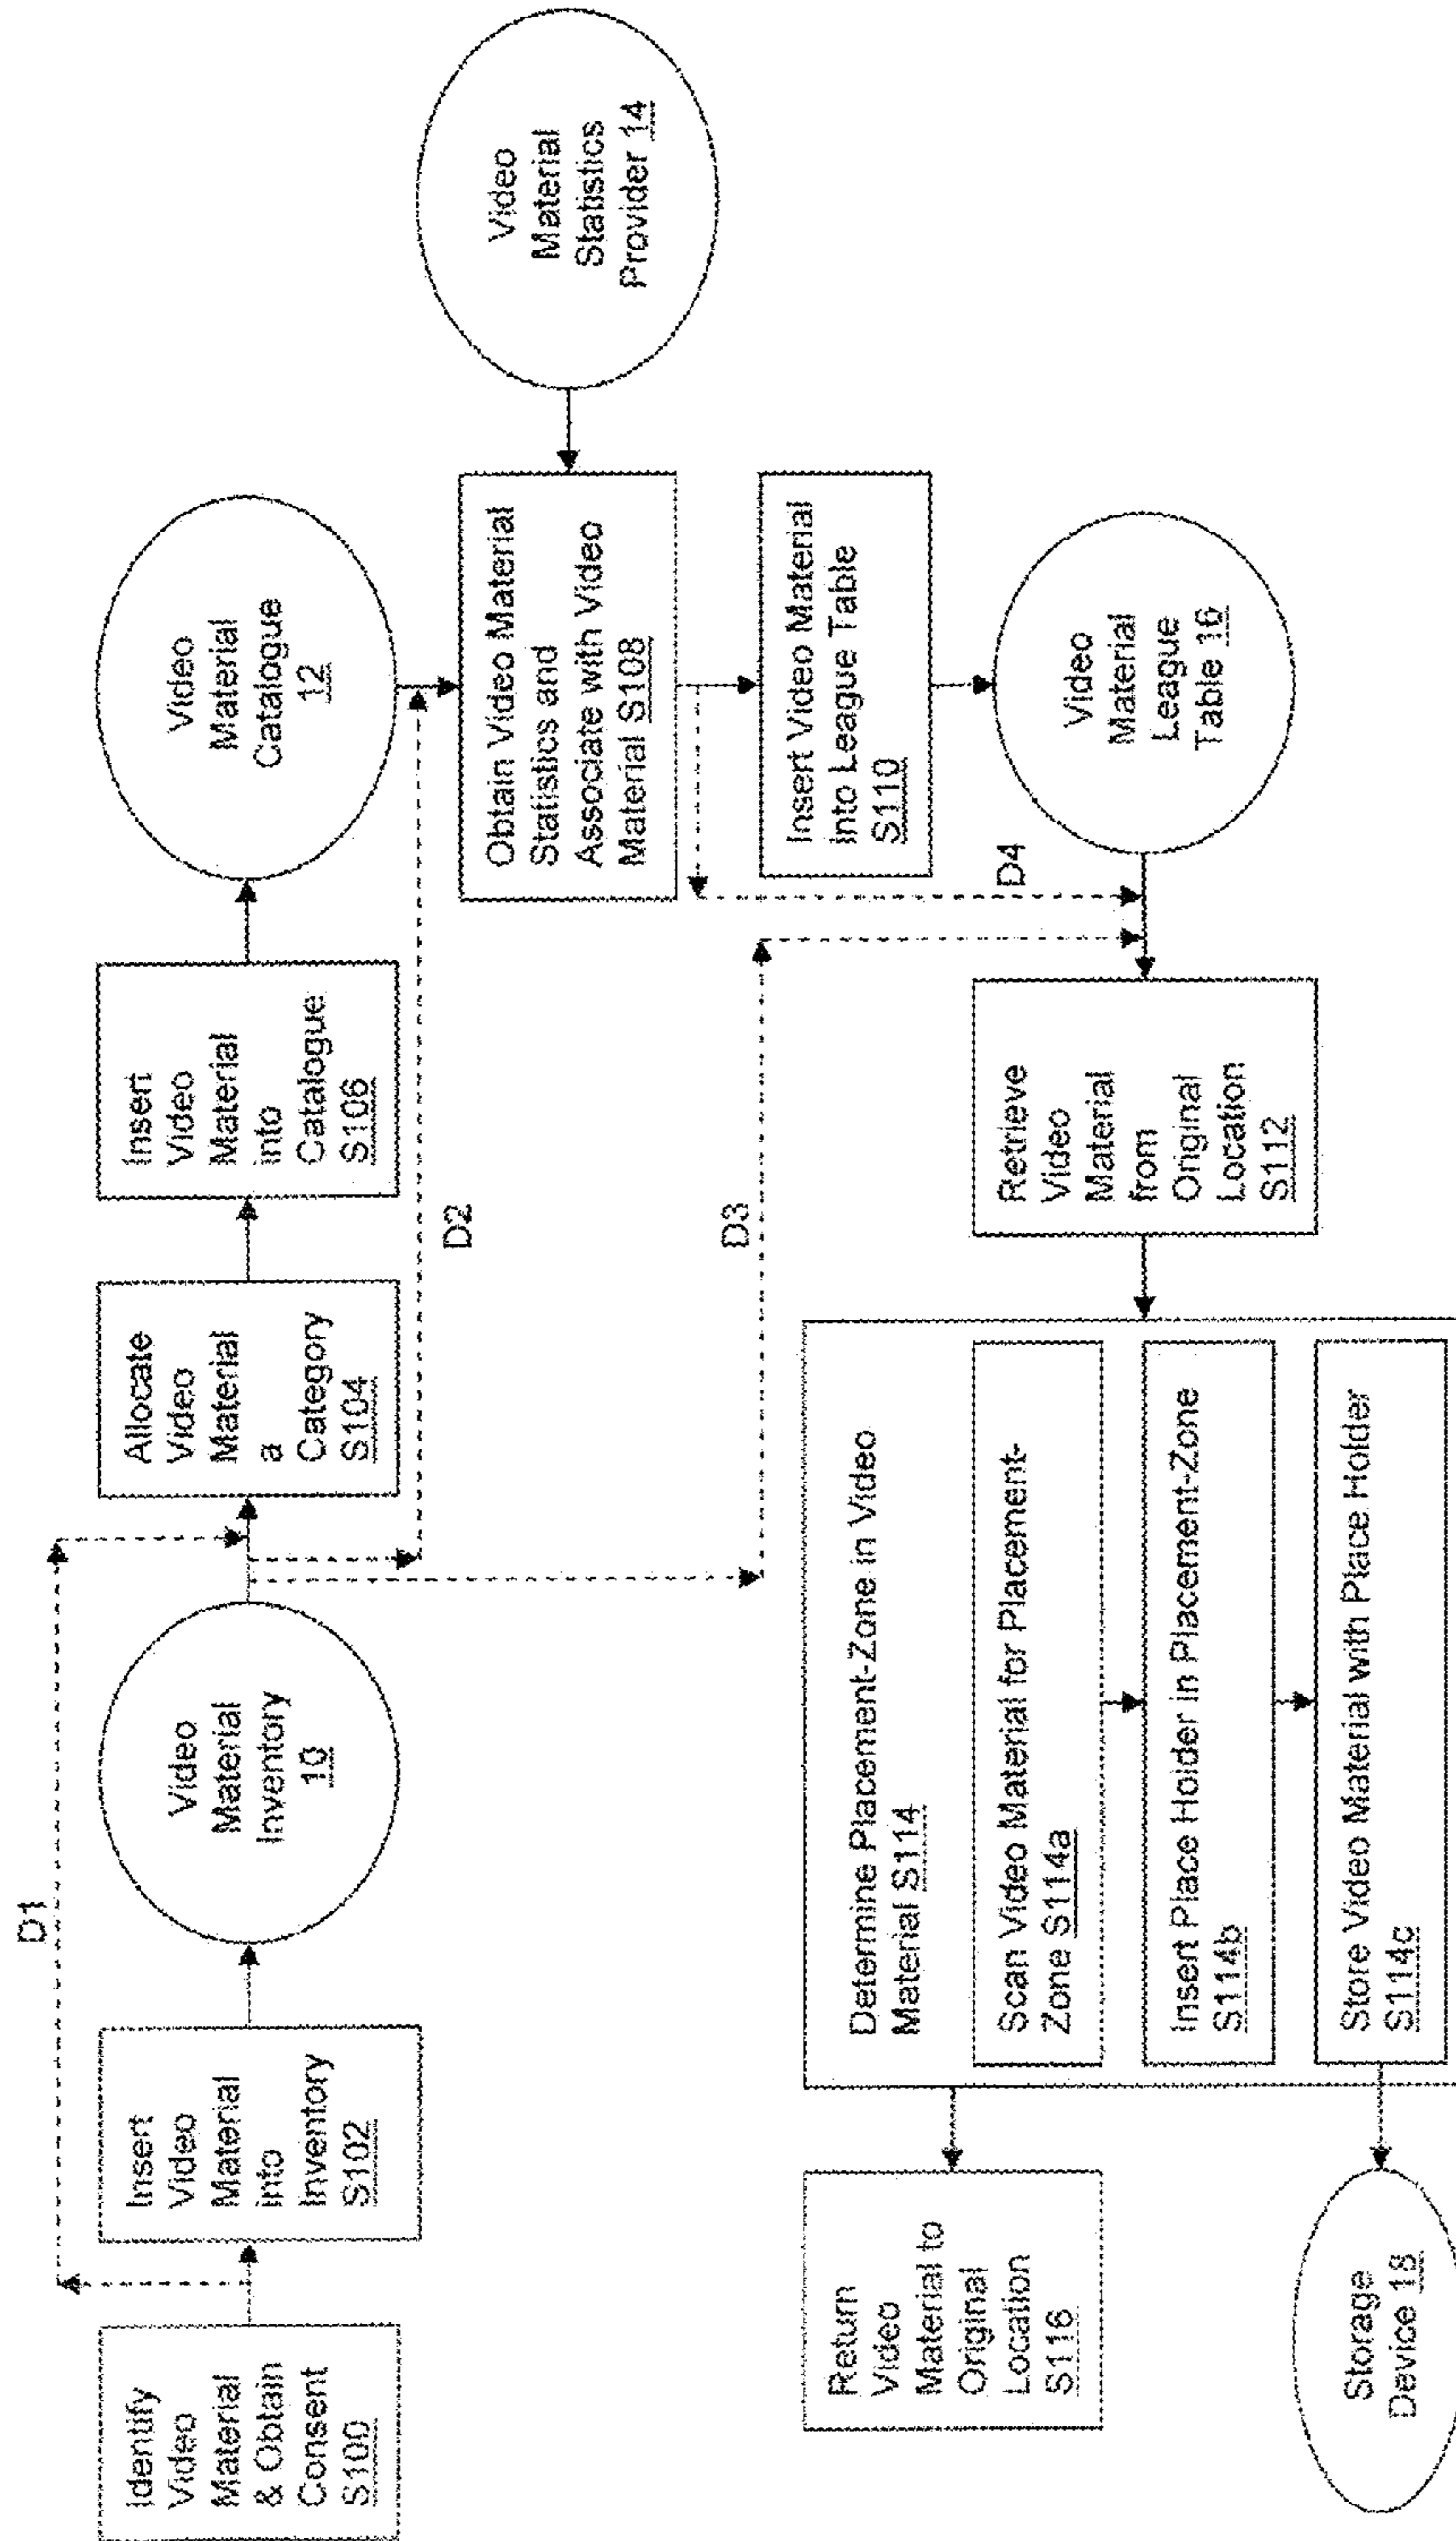 D1
Identify
Video
Material
& Obtain
Consent
S100
Insert
Video
Material
into
Inventory
S102
Video
Material
Inventory
10
Allocate
Video
Material
a
Category
S104
Insert
Video
Material
into
Catalogue
S106
Video
Material
Catalogue
12
D2
Obtain Video Material
Statistics and
Associate with Video
Material S108
Video
Material
Statistics
Provider 14
D3
Insert Video Material
into League Table
S110
D4
Video
Material
League
Table 16
Retrieve
Video
Material
from
Original
Location
S112
Determine Placement-Zone in Video
Material S114
Scan Video Material for Placement-
Zone S114a
Insert Place Holder in Placement-Zone
S114b
Store Video Material with Place Holder
S114c
Return
Video
Material to
Original
Location
S116
Storage
Device 18